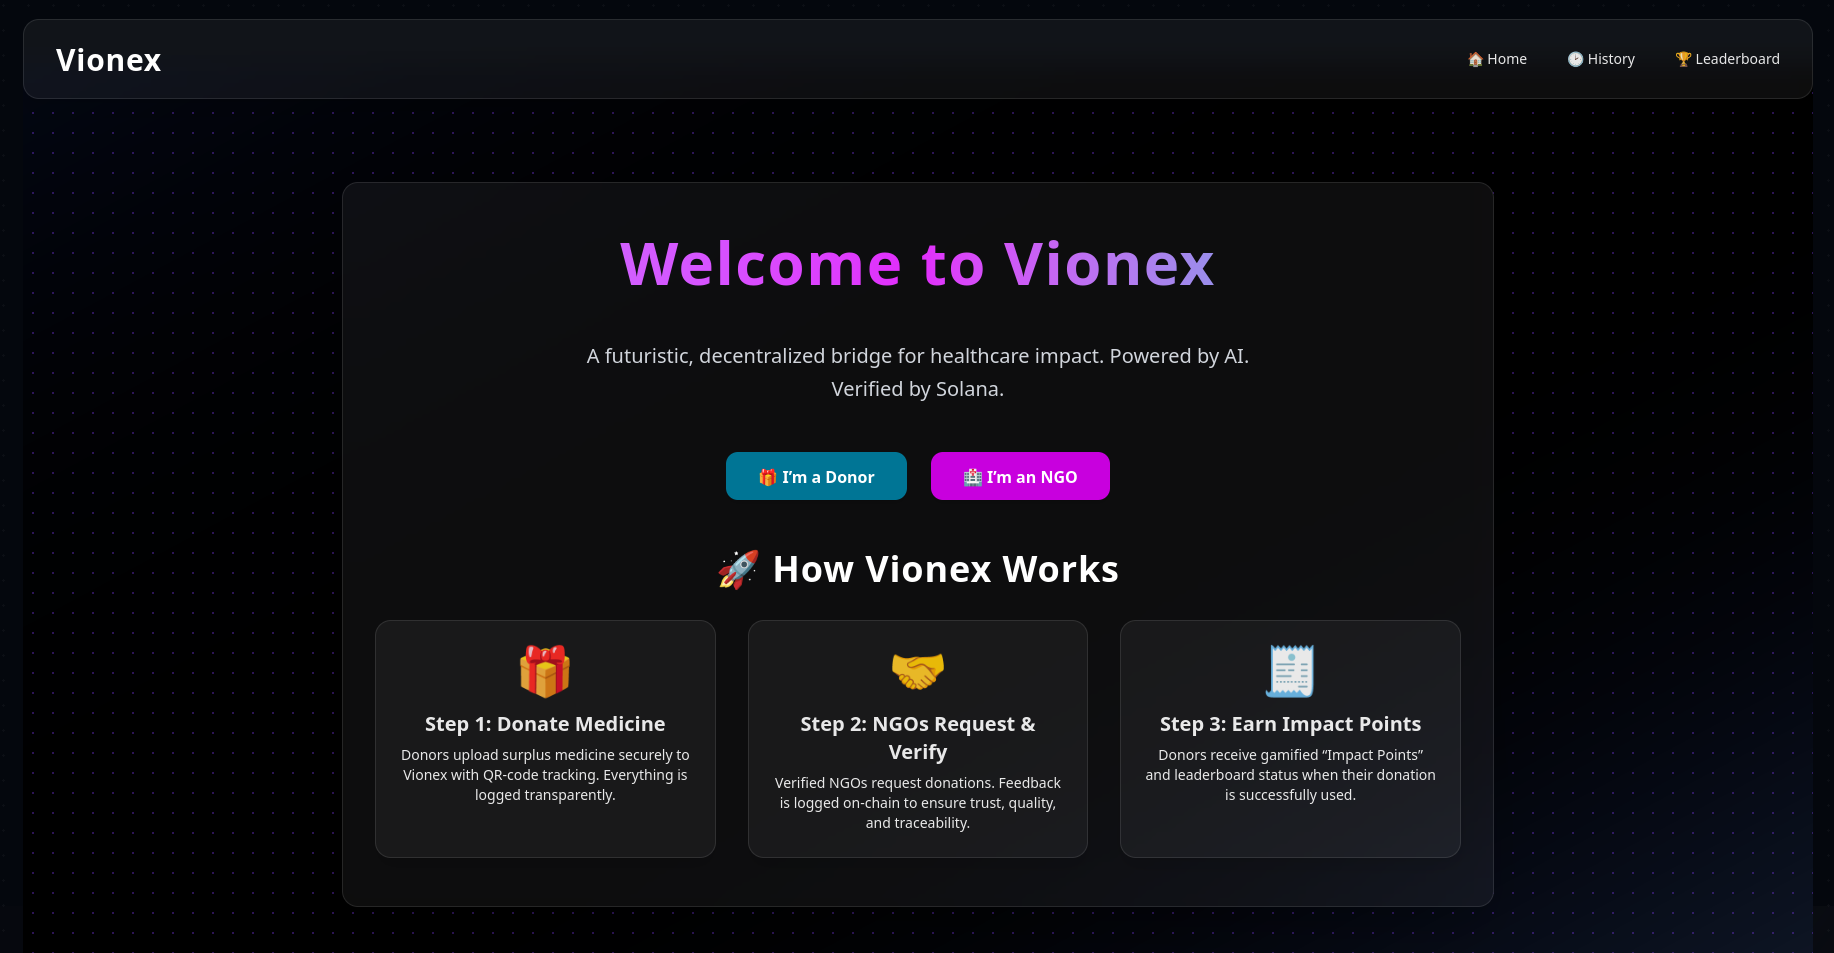 Vionex
🏠 Home 🕑 History 🏆 Leaderboard
Welcome to Vionex
A futuristic, decentralized bridge for healthcare impact. Powered by AI.
Verified by Solana.
🎁 I’m a Donor 🏥 I’m an NGO
🚀 How Vionex Works
Step 1: Donate Medicine
Donors upload surplus medicine securely to
Vionex with QR-code tracking. Everything is
logged transparently.
Step 2: NGOs Request &
Verify
Verified NGOs request donations. Feedback
is logged on-chain to ensure trust, quality,
and traceability.
Step 3: Earn Impact Points
Donors receive gamified “Impact Points”
and leaderboard status when their donation
is successfully used.